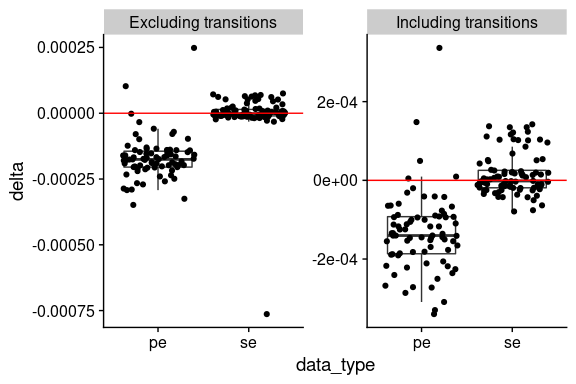 Excluding transitions
Including transitions
0.00025
0.00000
-0.00025
-0.00050
-0.00075
2e-04
0e+00
-2e-04
delta
pe
se
pe
se
data_type